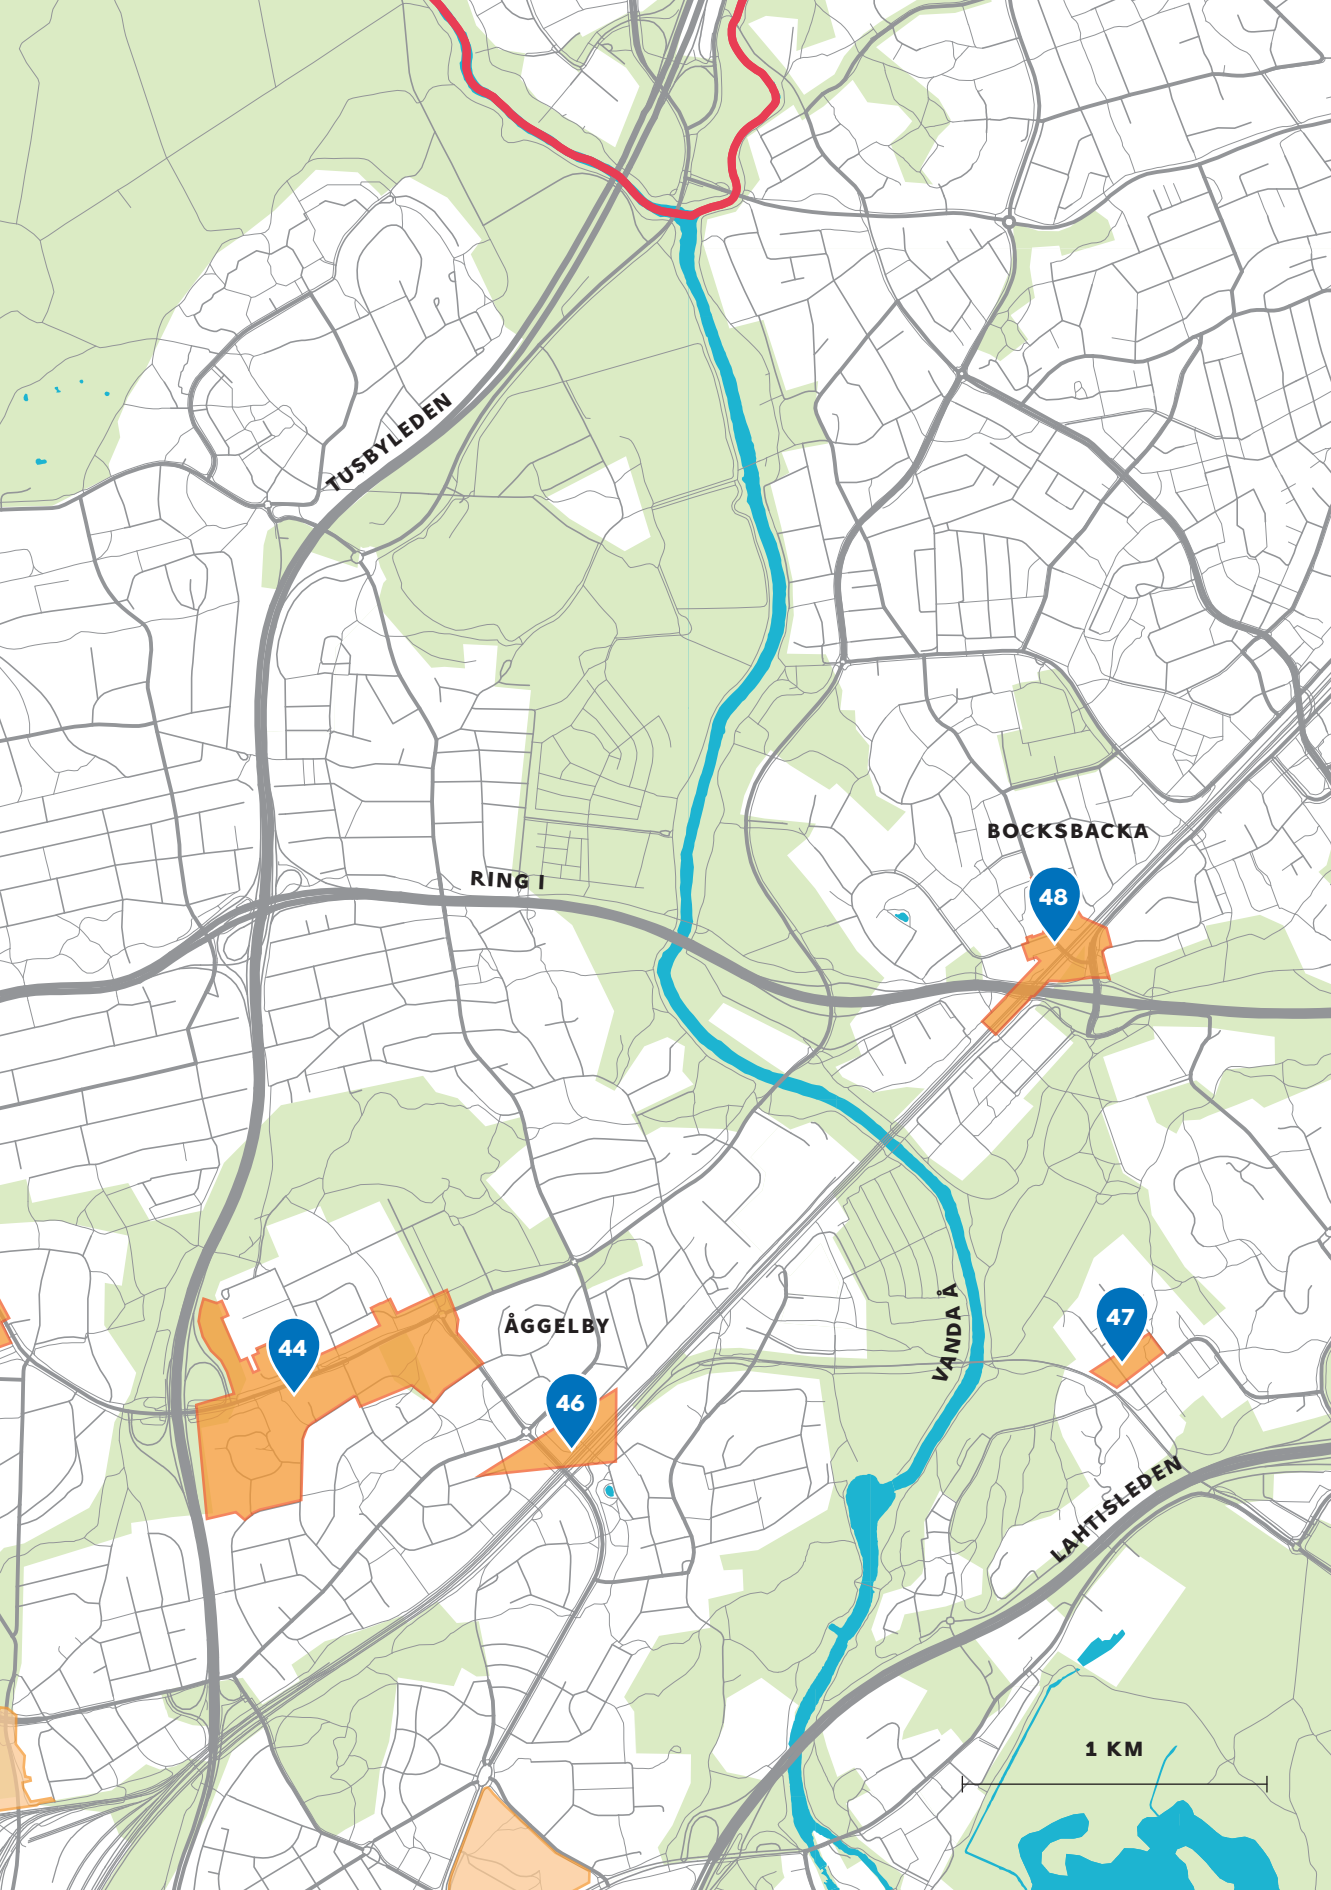 TUSBYLEDEN
BOCKSBACKA
RING I
48
VANDA Å
47
ÅGGELBY
44
46
LAHTISLEDEN
1 KM